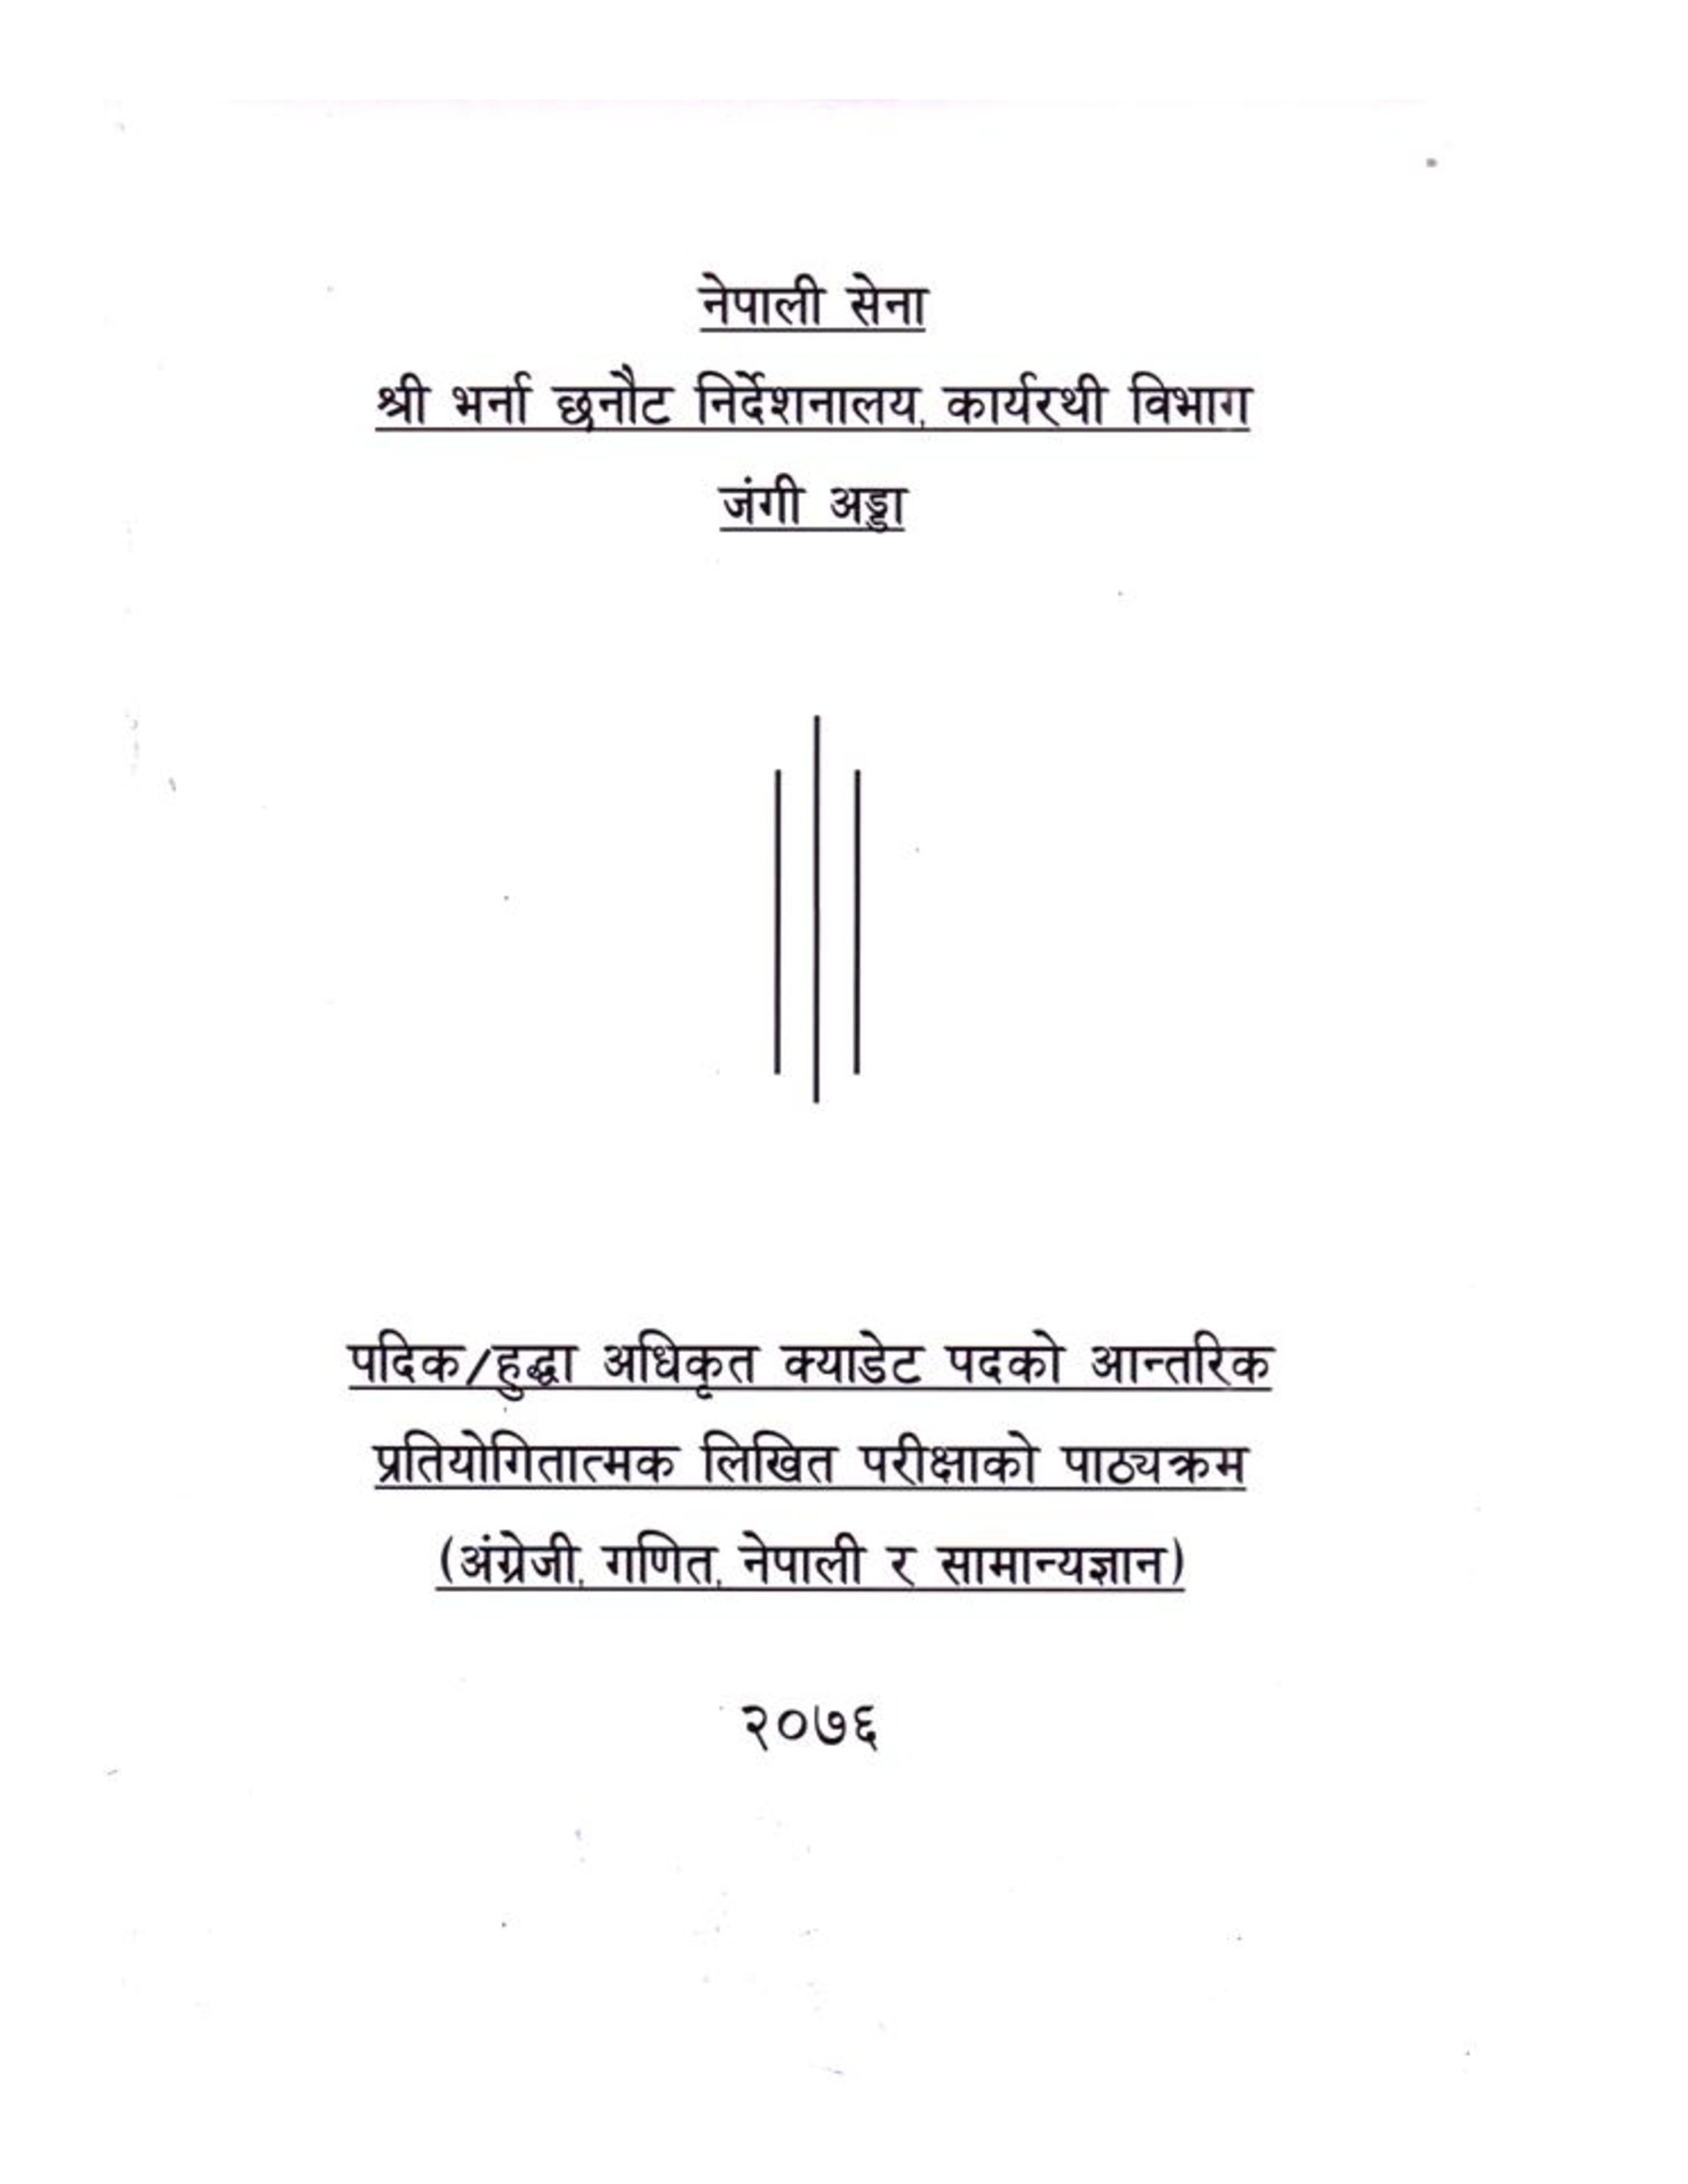 नेपाली सेना
श्री भर्ना छनौट निर्देशनालय, कार्यरथी विभाग
जंगी अड्डा
पदिक/हुद्धा अधिकृत क्याडेट पदको आन्तरिक
प्रतियोगितात्मक लिखित परीक्षाको पाठ्यक्रम
(अंग्रेजी, गणित, नेपाली र सामान्यज्ञान)
२०७६